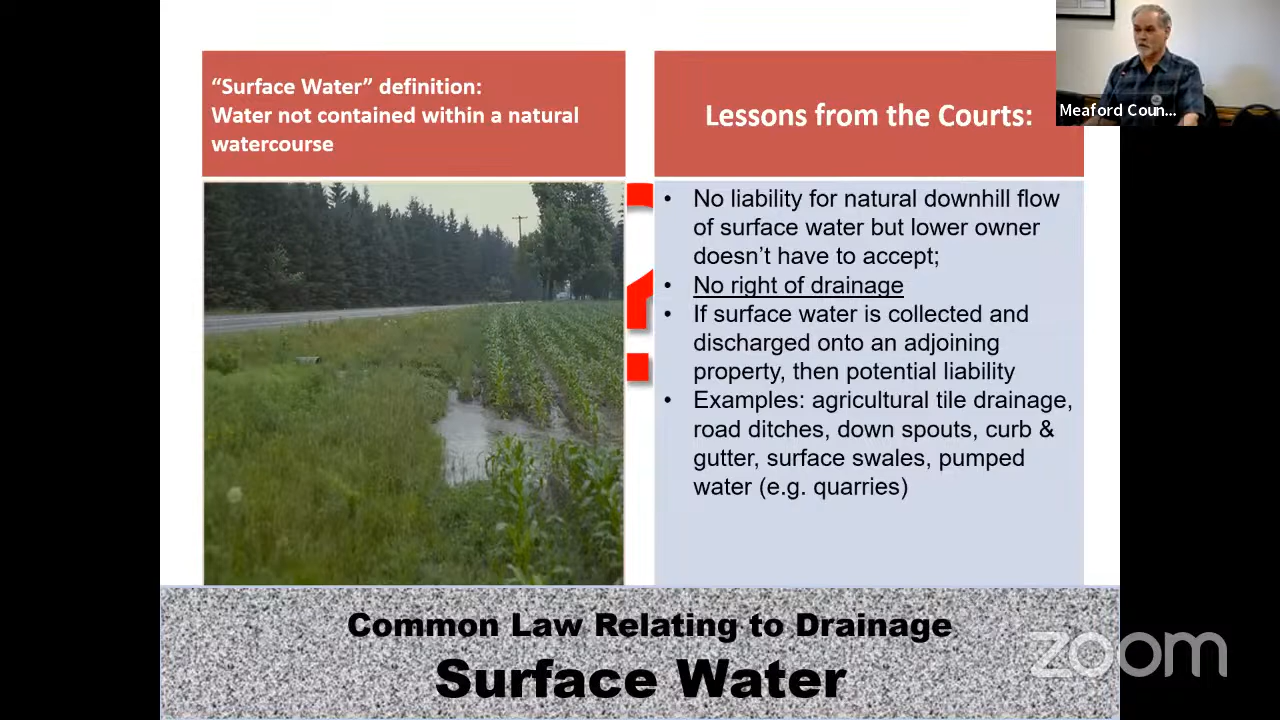 “Surface Water” definition:
Water not contained within a natural
watercourse
Lessons from the Courts:
Meaford Coun...
• No liability for natural downhill flow
of surface water but lower owner
doesn’t have to accept;
• No right of drainage
• If surface water is collected and
discharged onto an adjoining
property, then potential liability
• Examples: agricultural tile drainage,
road ditches, down spouts, curb &
gutter, surface swales, pumped
water (e.g. quarries)
?
Common Law Relating to Drainage
Surface Water
zoom